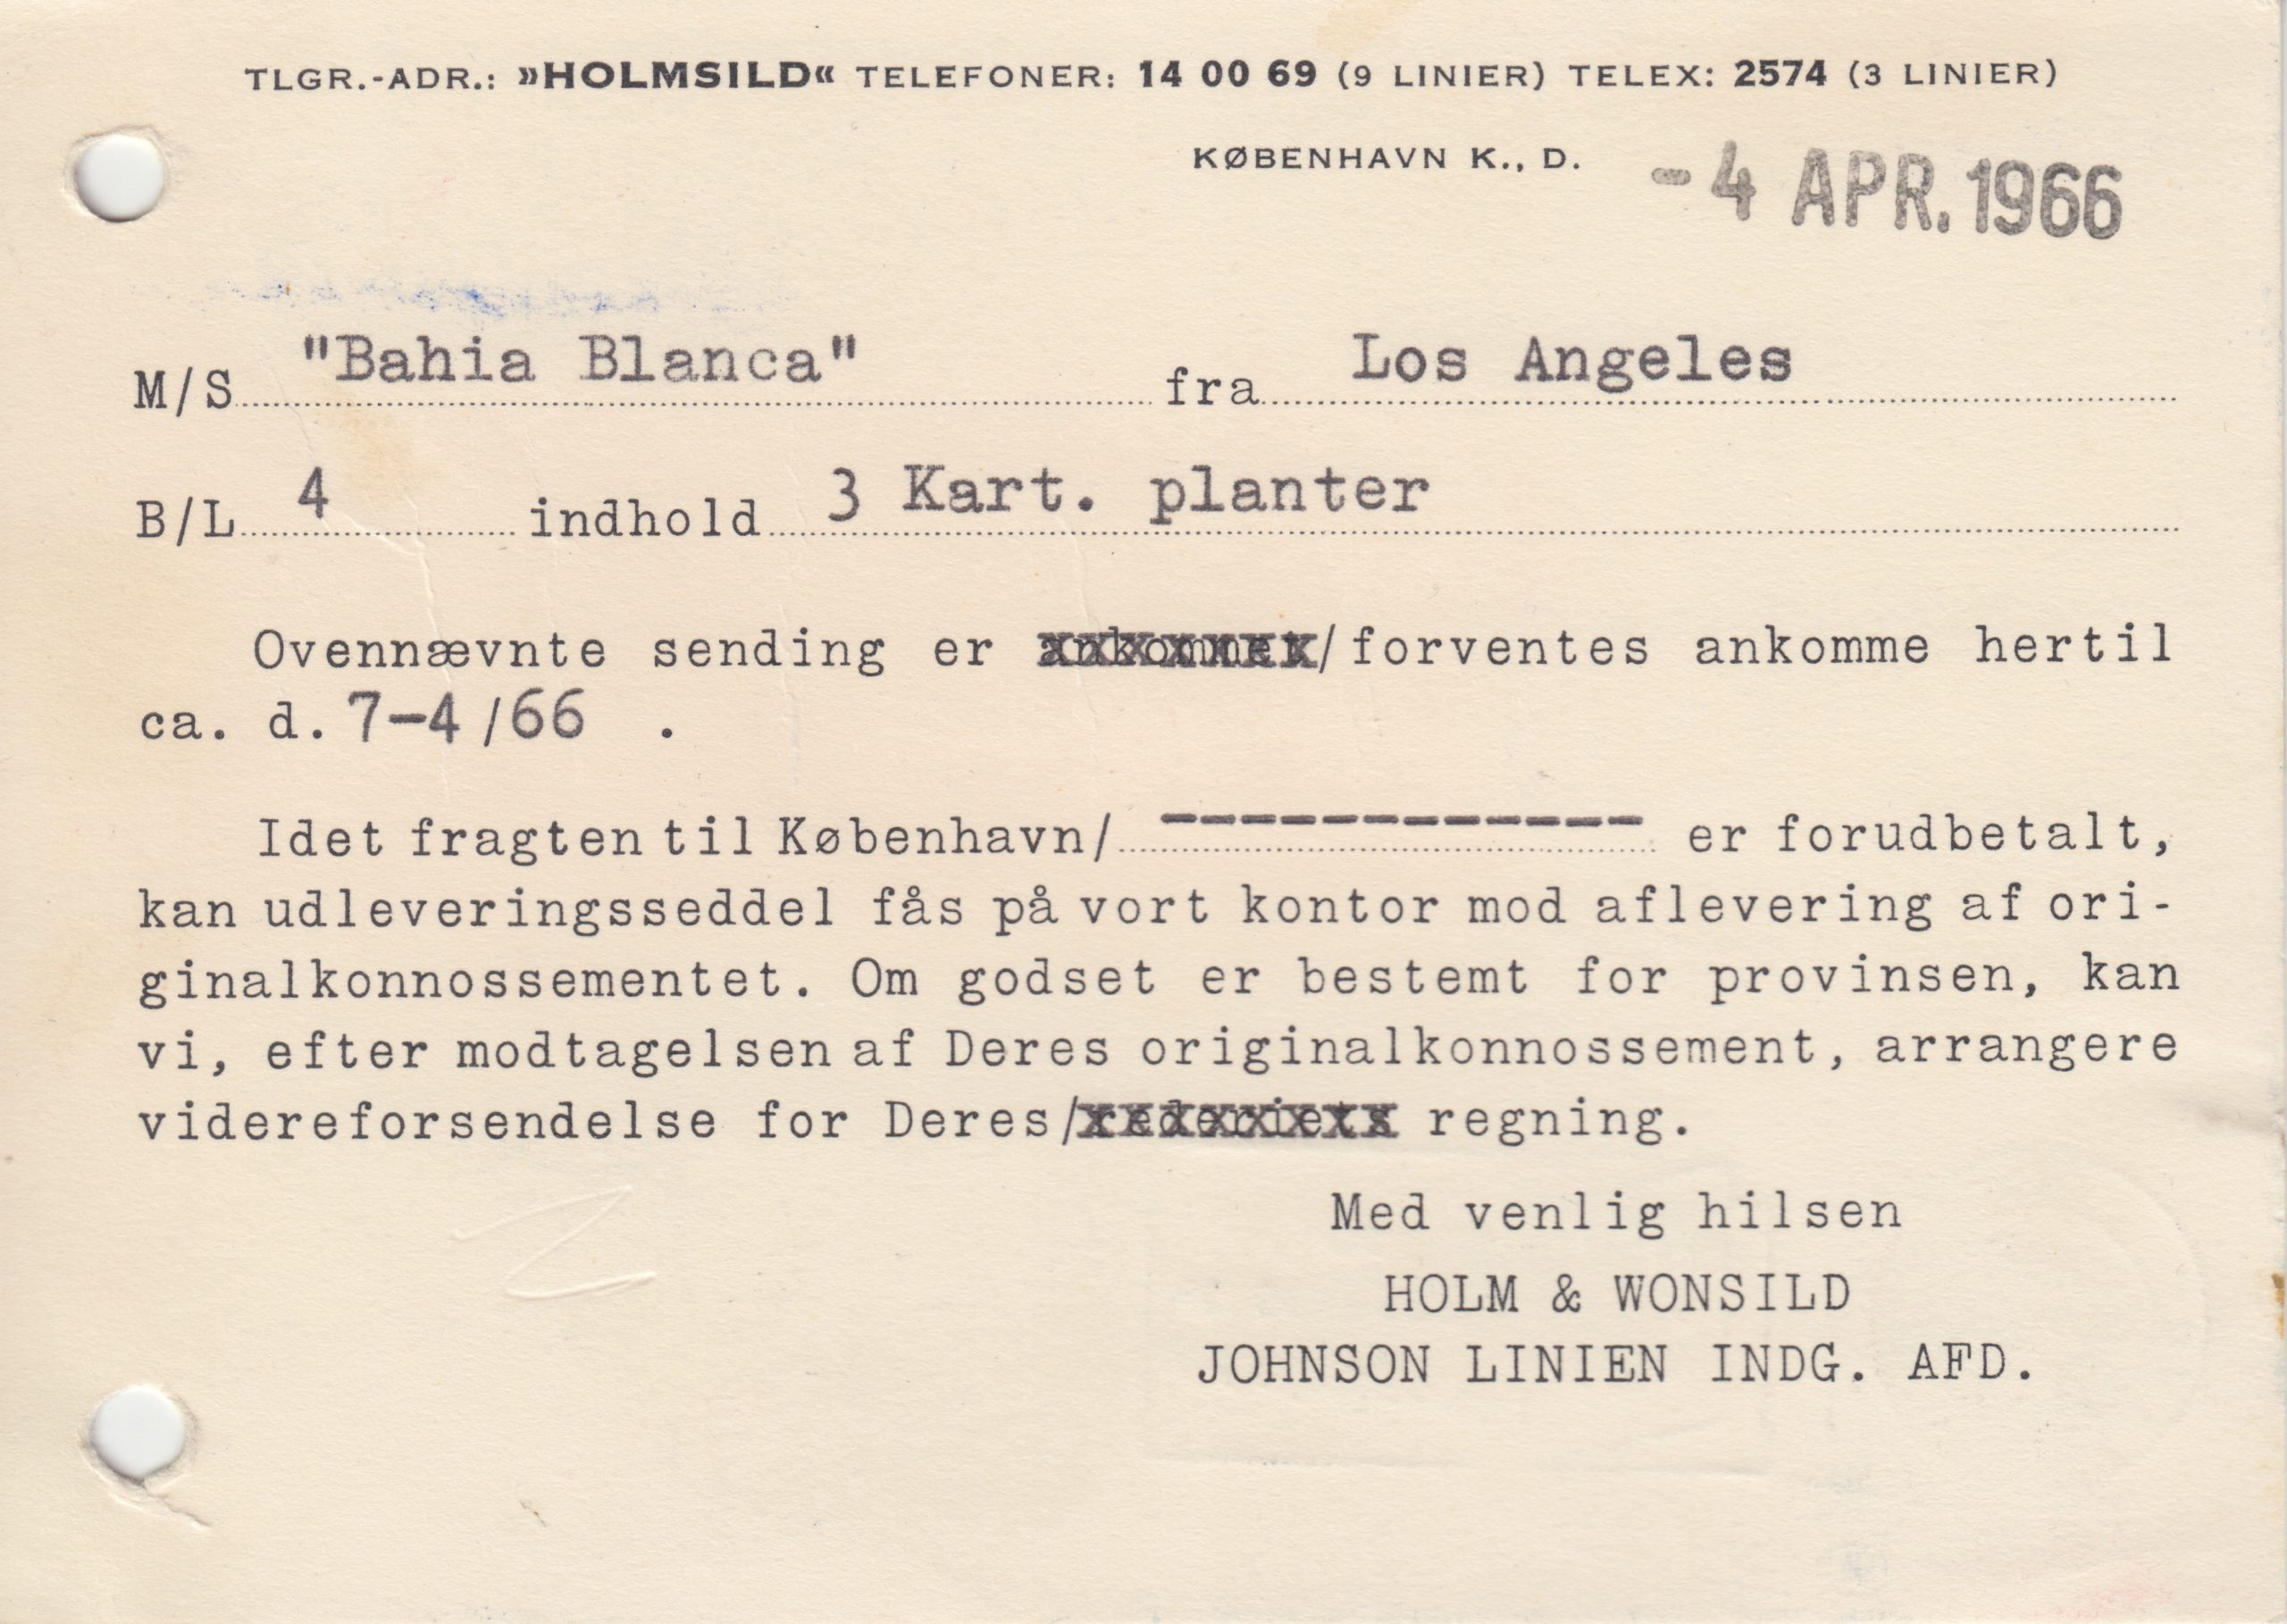 TLGR.-ADR.: »HOLMSILD« TELEFONER: 14 00 69 (9 LINIER) TELEX: 2574 (3 LINIER)
KØBENHAVN K., D. -4 APR. 1966
M/S "Bahia Blanca" fra Los Angeles
B/L 4 indhold 3 Kart. planter
Ovennævnte sending er ankommet/forventes ankomme hertil
ca. d. 7-4/66 .
Idet fragten til København/ ------------ er forudbetalt,
kan udleveringsseddel fås på vort kontor mod aflevering af ori-
ginalkonnossementet. Om godset er bestemt for provinsen, kan
vi, efter modtagelsen af Deres originalkonnossement, arrangere
videreforsendelse for Deres/rederiets regning.
Med venlig hilsen
HOLM & WONSILD
JOHNSON LINIEN INDG. AFD.